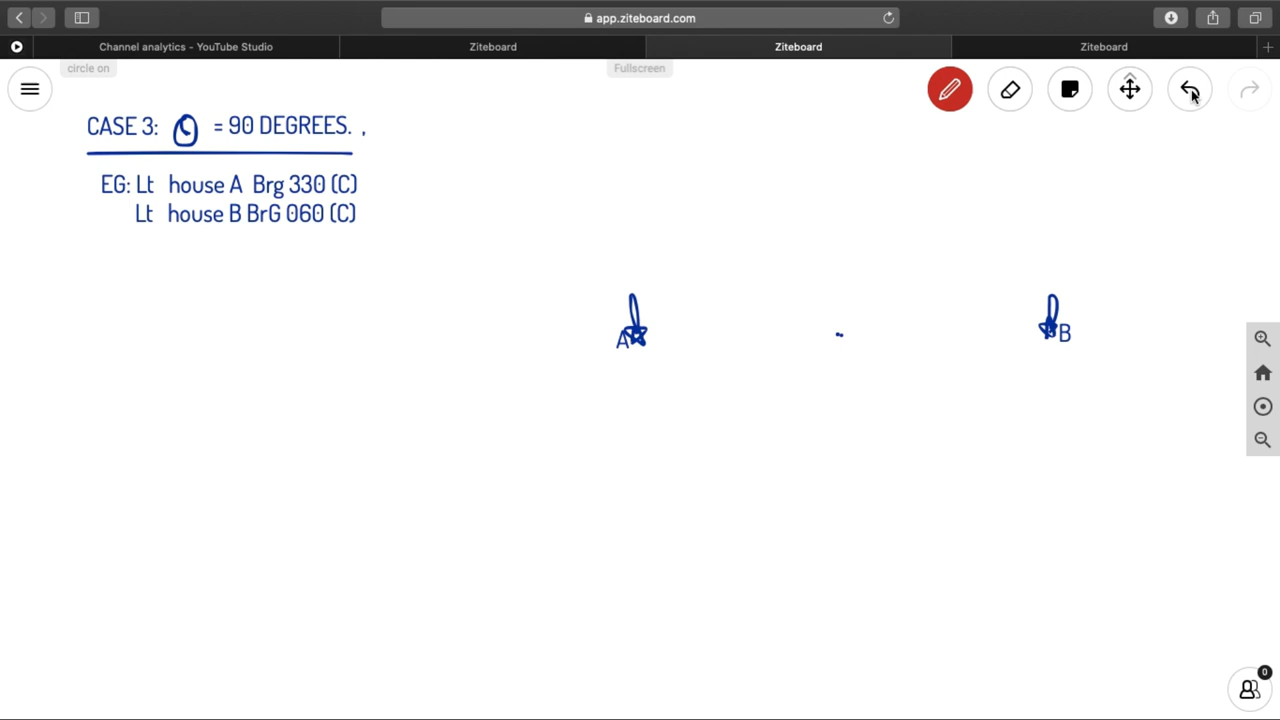 app.ziteboard.com
Channel analytics - YouTube Studio
Ziteboard
Ziteboard
Ziteboard
circle on
Fullscreen
CASE 3: = 90 DEGREES. ,
EG: Lt house A Brg 330 (C)
Lt house B BrG 060 (C)
A
B
0